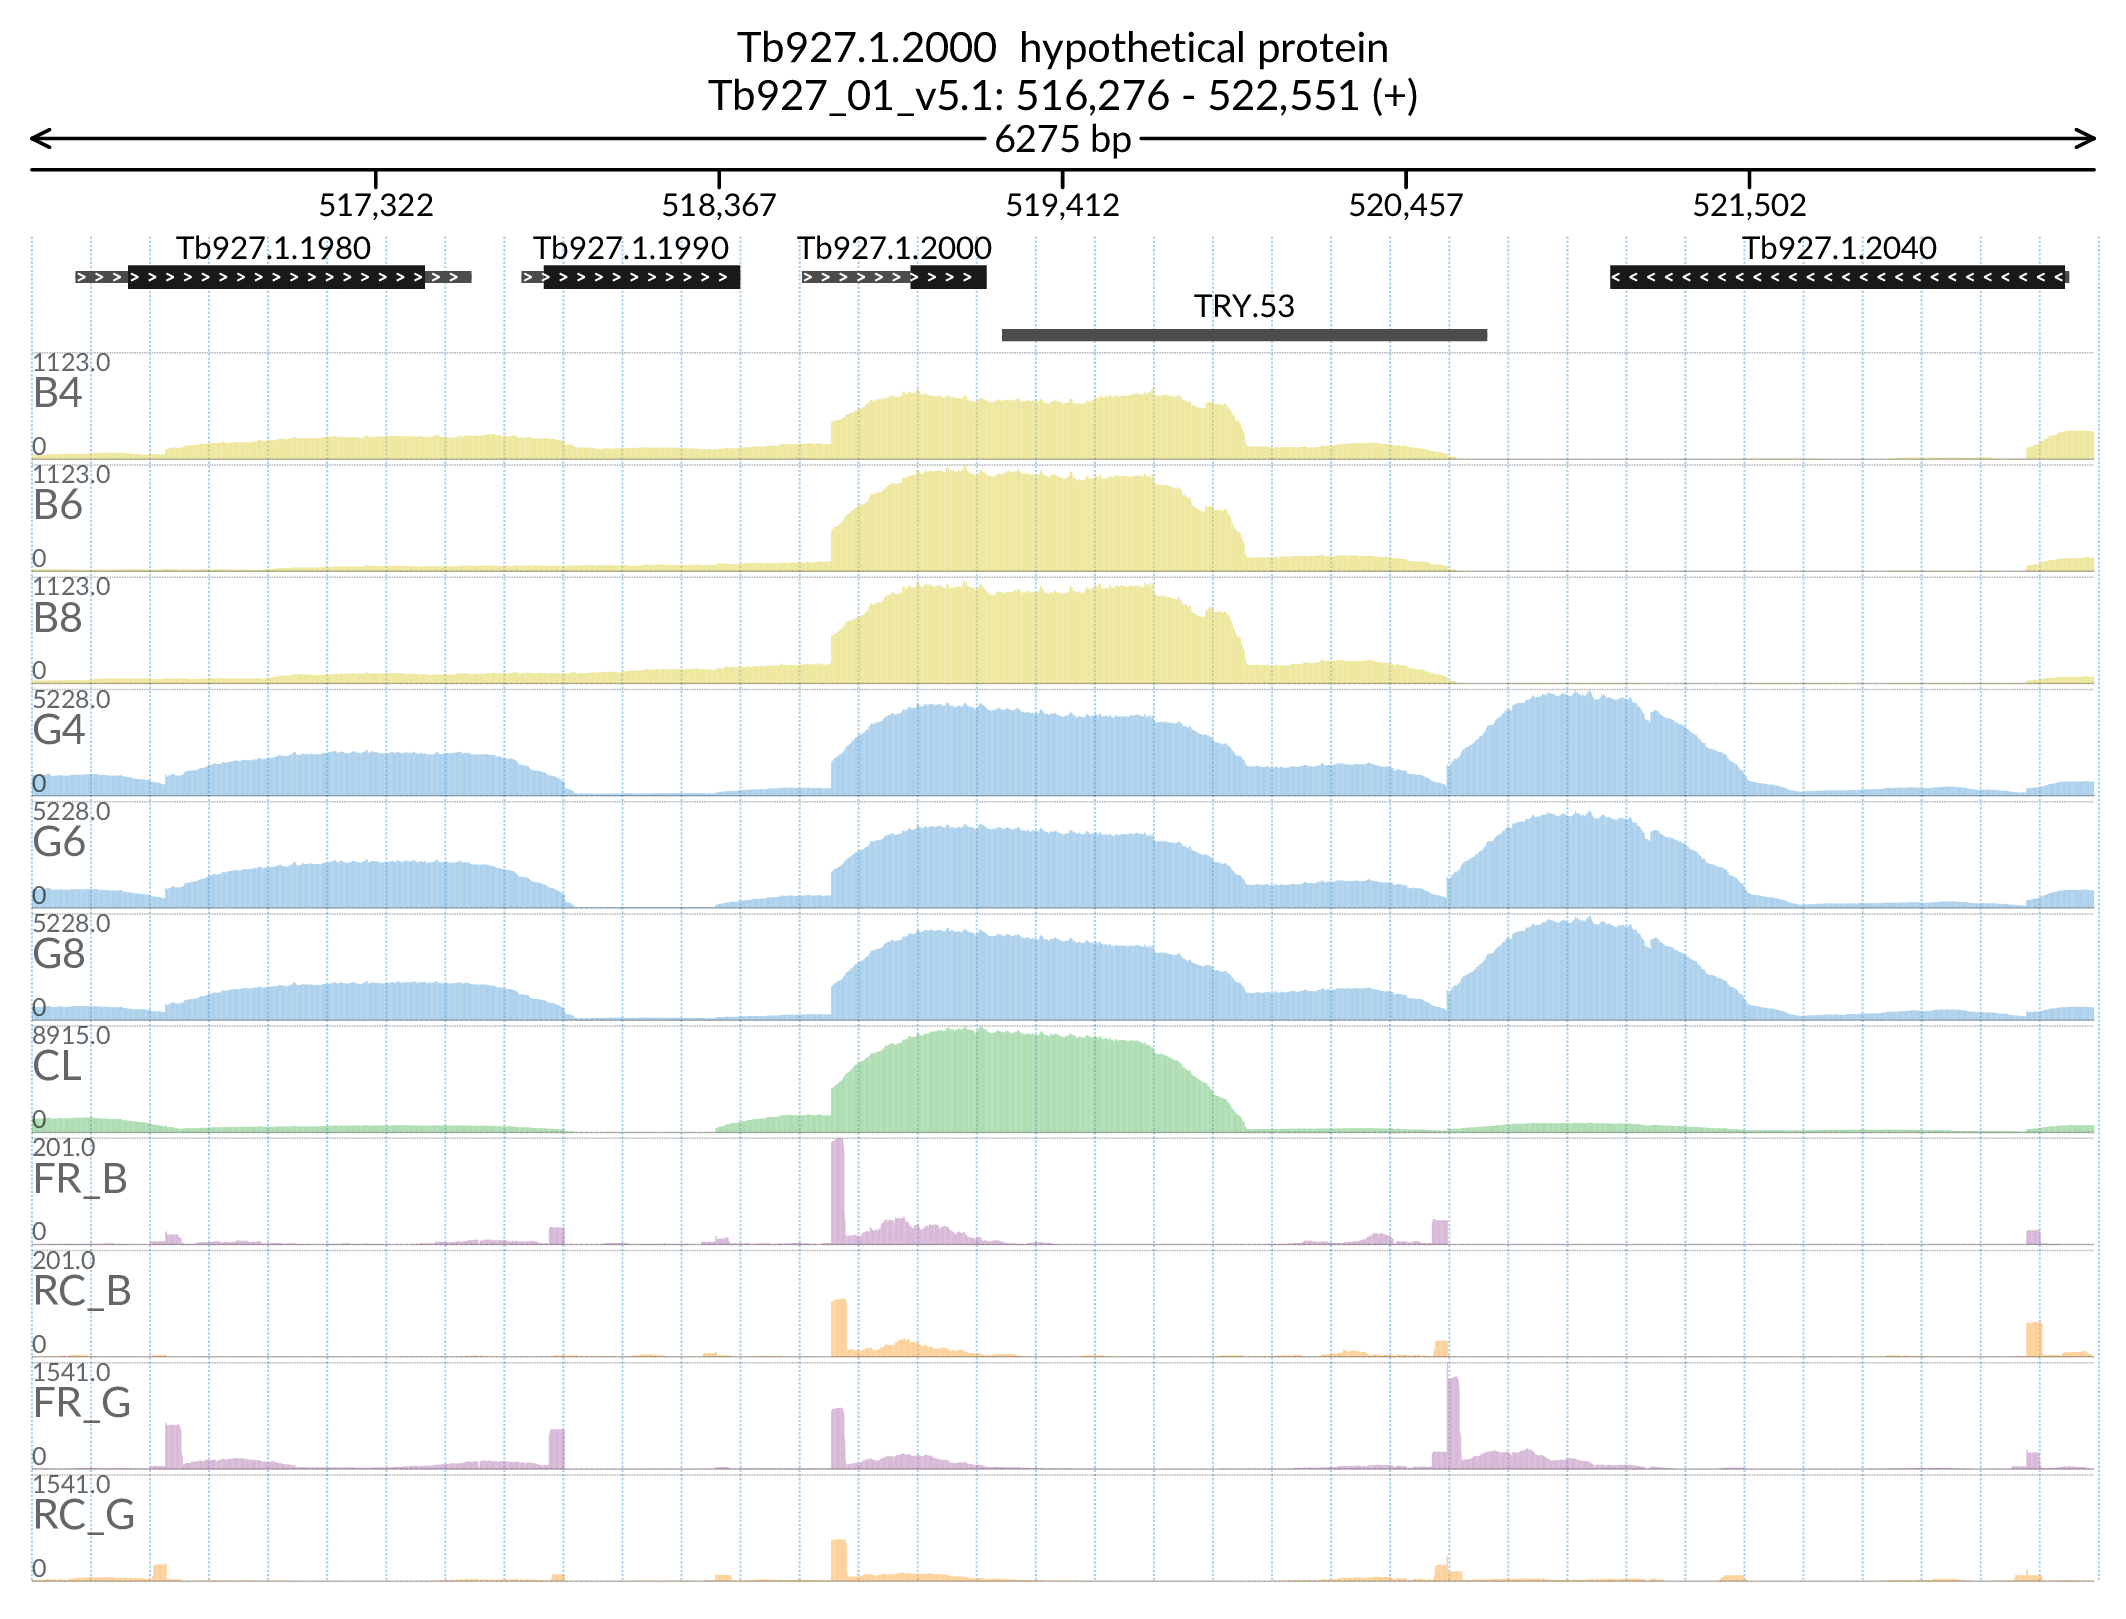 Tb927.1.2000 hypothetical protein
Tb927_01_v5.1: 516,276 - 522,551 (+)
6275 bp
517,322 518,367 519,412 520,457 521,502
Tb927.1.1980 Tb927.1.1990 Tb927.1.2000 Tb927.1.2040
TRY.53
1123.0
B4
0
1123.0
B6
0
1123.0
B8
0
5228.0
G4
0
5228.0
G6
0
5228.0
G8
0
8915.0
CL
0
201.0
FR_B
0
201.0
RC_B
0
1541.0
FR_G
0
1541.0
RC_G
0